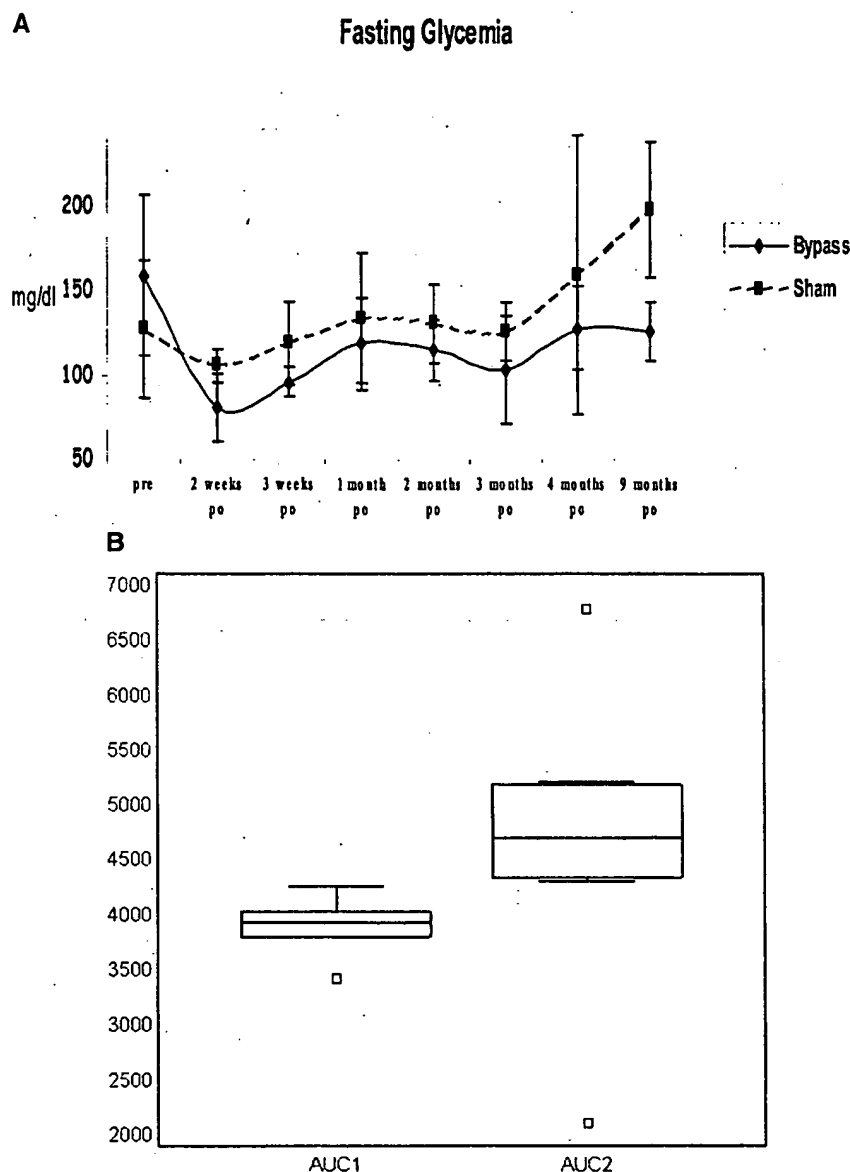 A
Fasting Glycemia
200
mg/dl
150
100
50
Bypass
Sham
pre
2 weeks po
3 weeks po
1 month po
2 months po
3 months po
4 months po
9 months po
B
7000
6500
6000
5500
5000
4500
4000
3500
3000
2500
2000
AUC1
AUC2